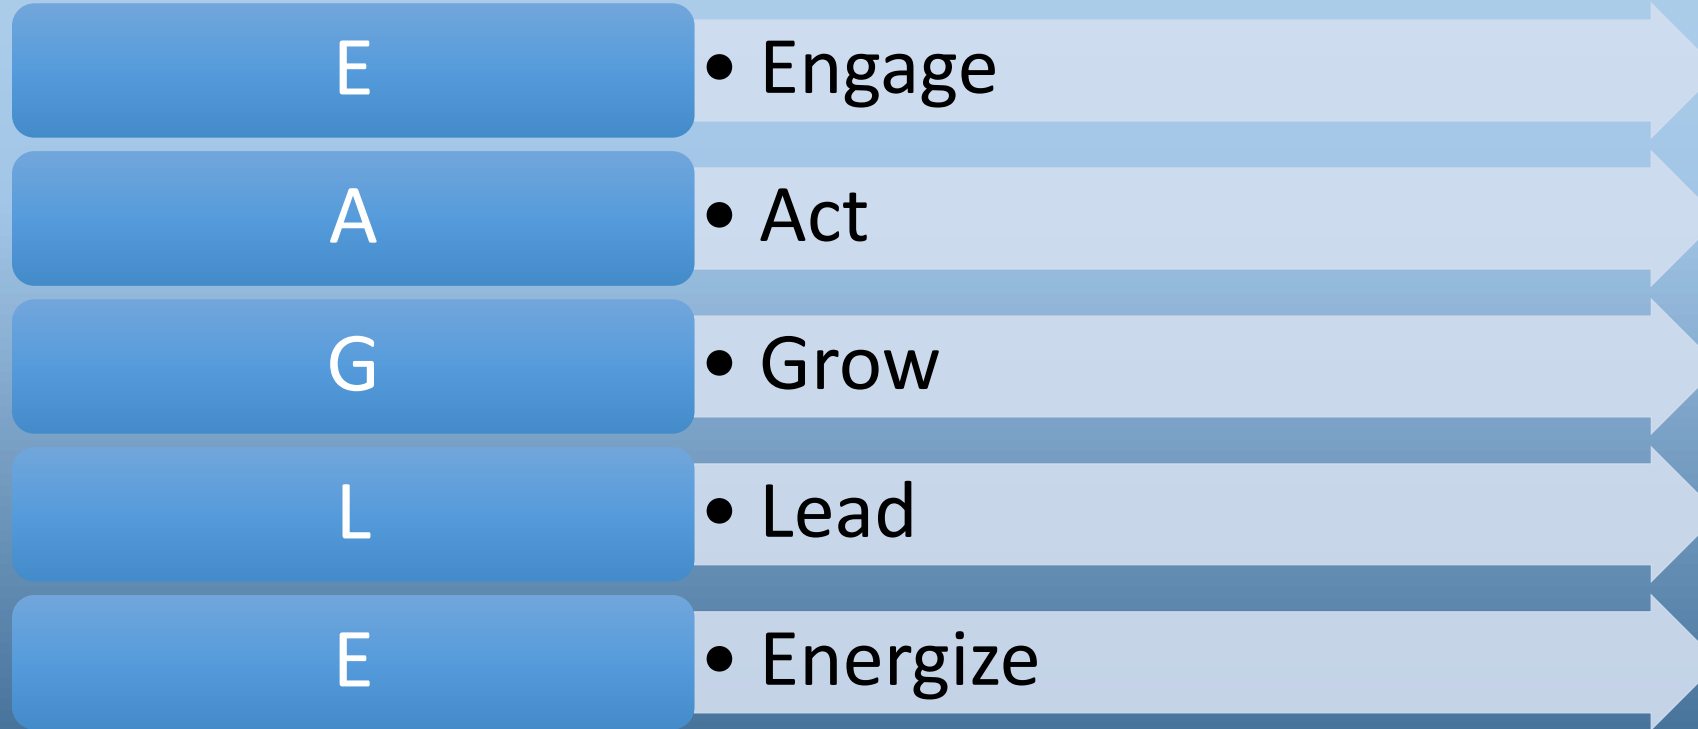 E
• Engage
A
• Act
G
• Grow
L
• Lead
E
• Energize